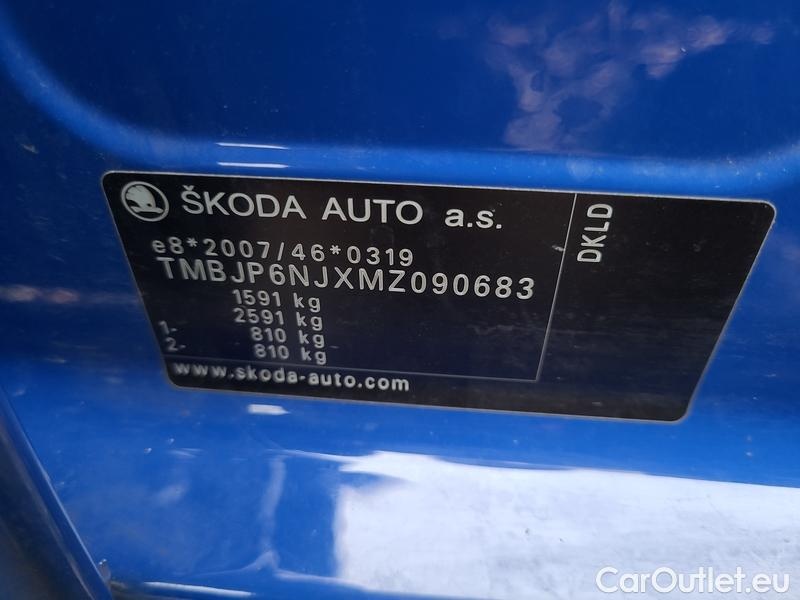 ŠKODA AUTO a.s.
e8*2007/46*0319
TMBJP6NJXMZ090683
1591 kg
2591 kg
1- 810 kg
2- 810 kg
www.skoda-auto.com
DKLD
CarOutlet.eu